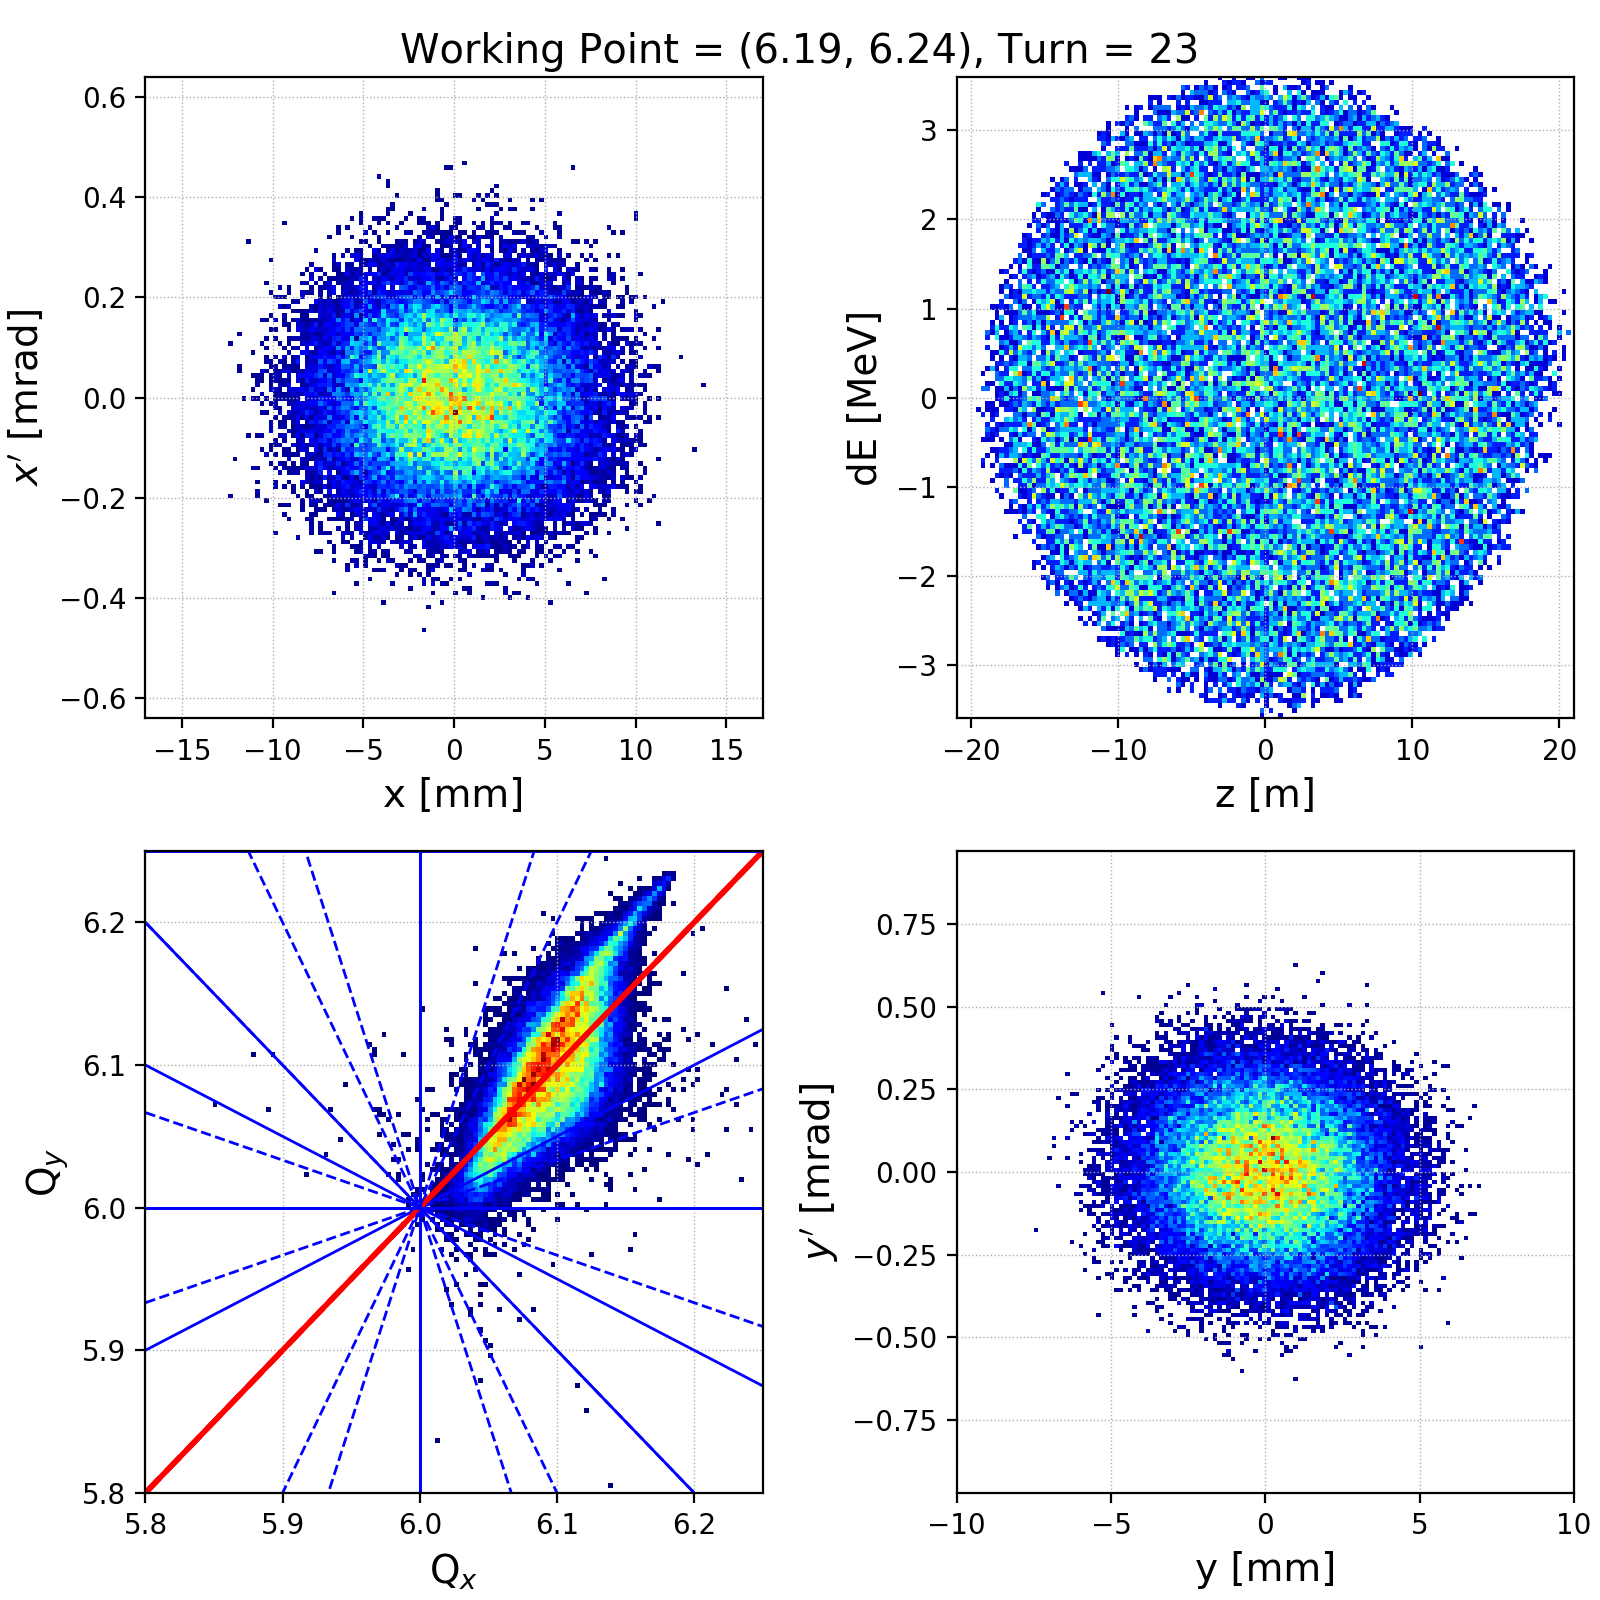 Working Point = (6.19, 6.24), Turn = 23
0.6
0.4
0.2
0.0
−0.2
−0.4
−0.6
x′ [mrad]
−15 −10 −5 0 5 10 15
x [mm]
3
2
1
0
−1
−2
−3
dE [MeV]
−20 −10 0 10 20
z [m]
6.2
6.1
6.0
5.9
5.8
Qy
5.8 5.9 6.0 6.1 6.2
Qx
0.75
0.50
0.25
0.00
−0.25
−0.50
−0.75
y′ [mrad]
−10 −5 0 5 10
y [mm]